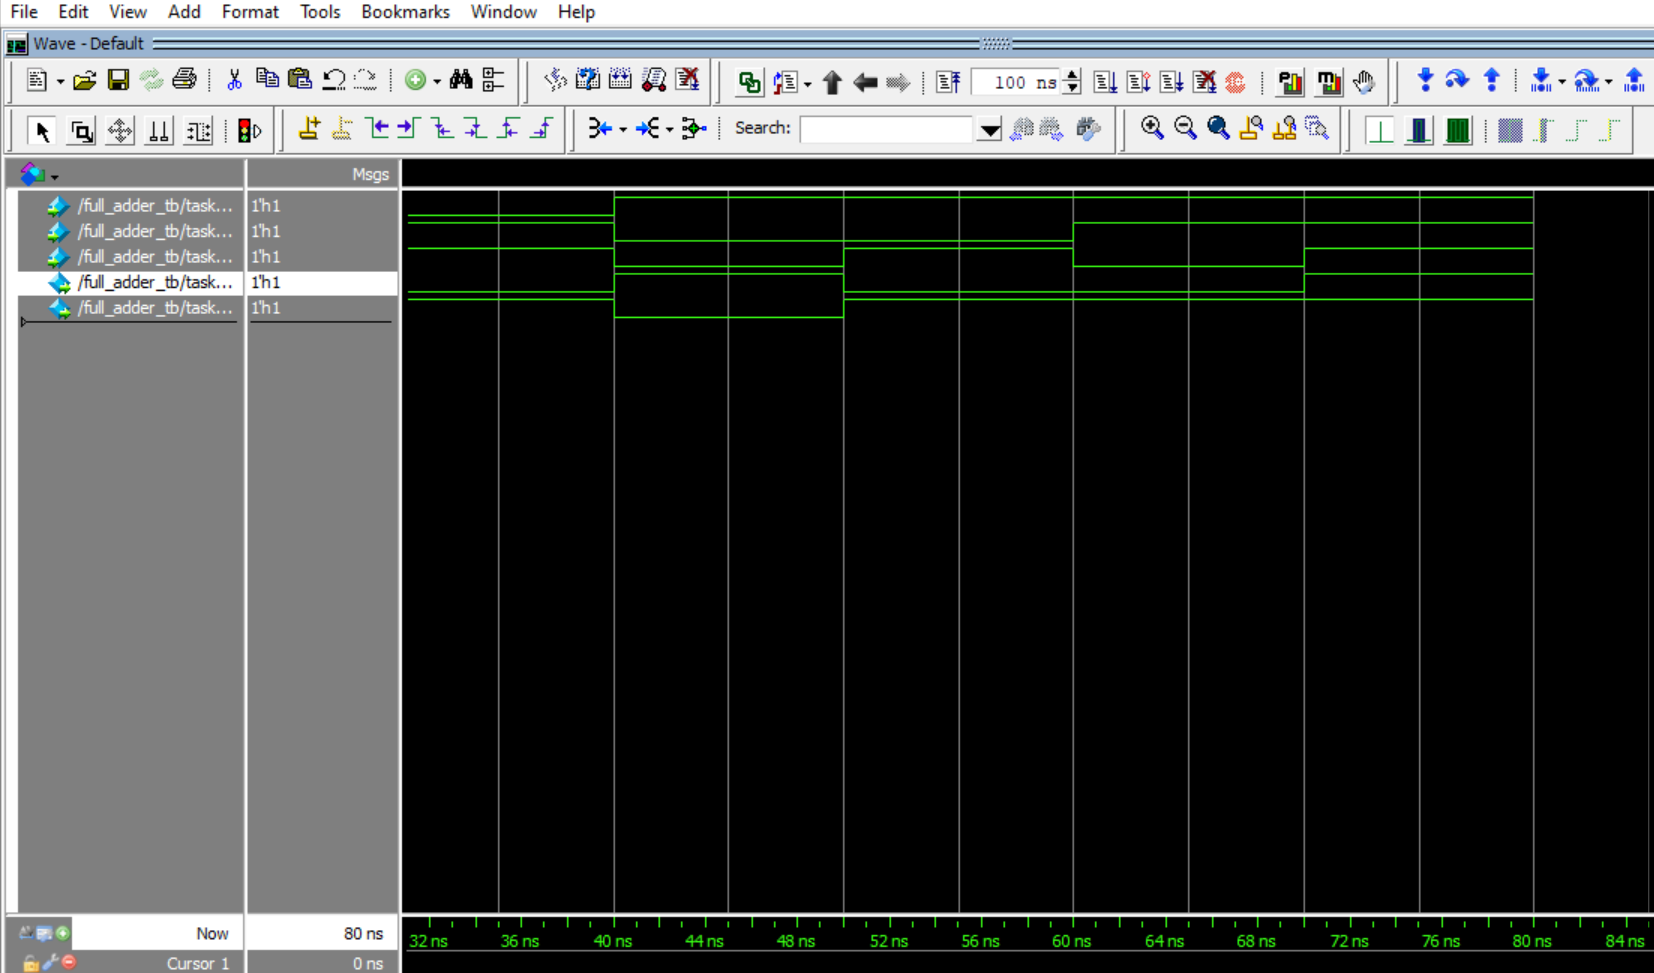 File Edit View Add Format Tools Bookmarks Window Help
Wave - Default
100 ns
Search:
Msgs
/full_adder_tb/task... 1'h1
/full_adder_tb/task... 1'h1
/full_adder_tb/task... 1'h1
/full_adder_tb/task... 1'h1
/full_adder_tb/task... 1'h1
Now 80 ns 32 ns 36 ns 40 ns 44 ns 48 ns 52 ns 56 ns 60 ns 64 ns 68 ns 72 ns 76 ns 80 ns 84 ns
Cursor 1 0 ns